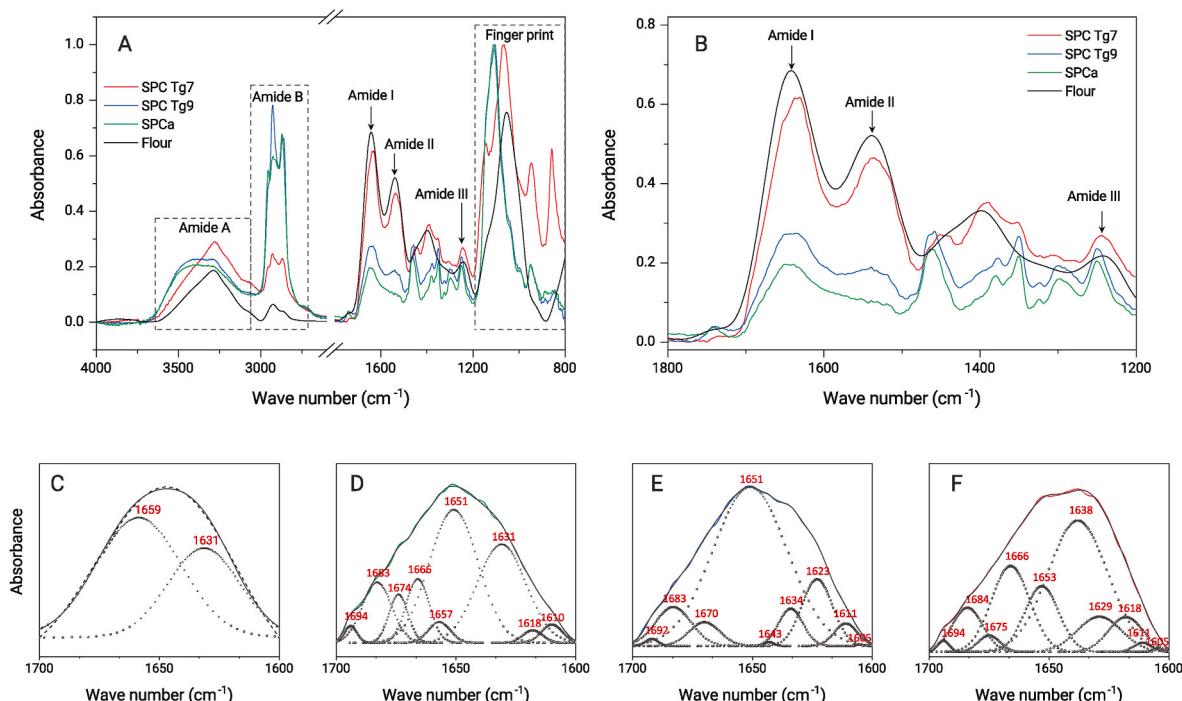 A
SPC Tg7
SPC Tg9
SPCa
Flour
Amide A
Amide B
Amide I
Amide II
Amide III
Finger print
1.0
0.8
0.6
0.4
0.2
0.0
Absorbance
4000 3500 3000 1600 1400 1200 1000 800
Wave number (cm⁻¹)
B
Amide I
Amide II
Amide III
SPC Tg7
SPC Tg9
SPCa
Flour
0.8
0.6
0.4
0.2
0.0
Absorbance
1800 1600 1400 1200
Wave number (cm⁻¹)
C
1659
1631
Absorbance
1700 1650 1600
Wave number (cm⁻¹)
D
1694
1683
1674
1666
1657
1651
1631
1618
1610
1700 1650 1600
Wave number (cm⁻¹)
E
1692
1683
1670
1651
1643
1634
1623
1611
1605
1700 1650 1600
Wave number (cm⁻¹)
F
1694
1684
1675
1666
1653
1638
1629
1618
1611
1605
1700 1650 1600
Wave number (cm⁻¹)